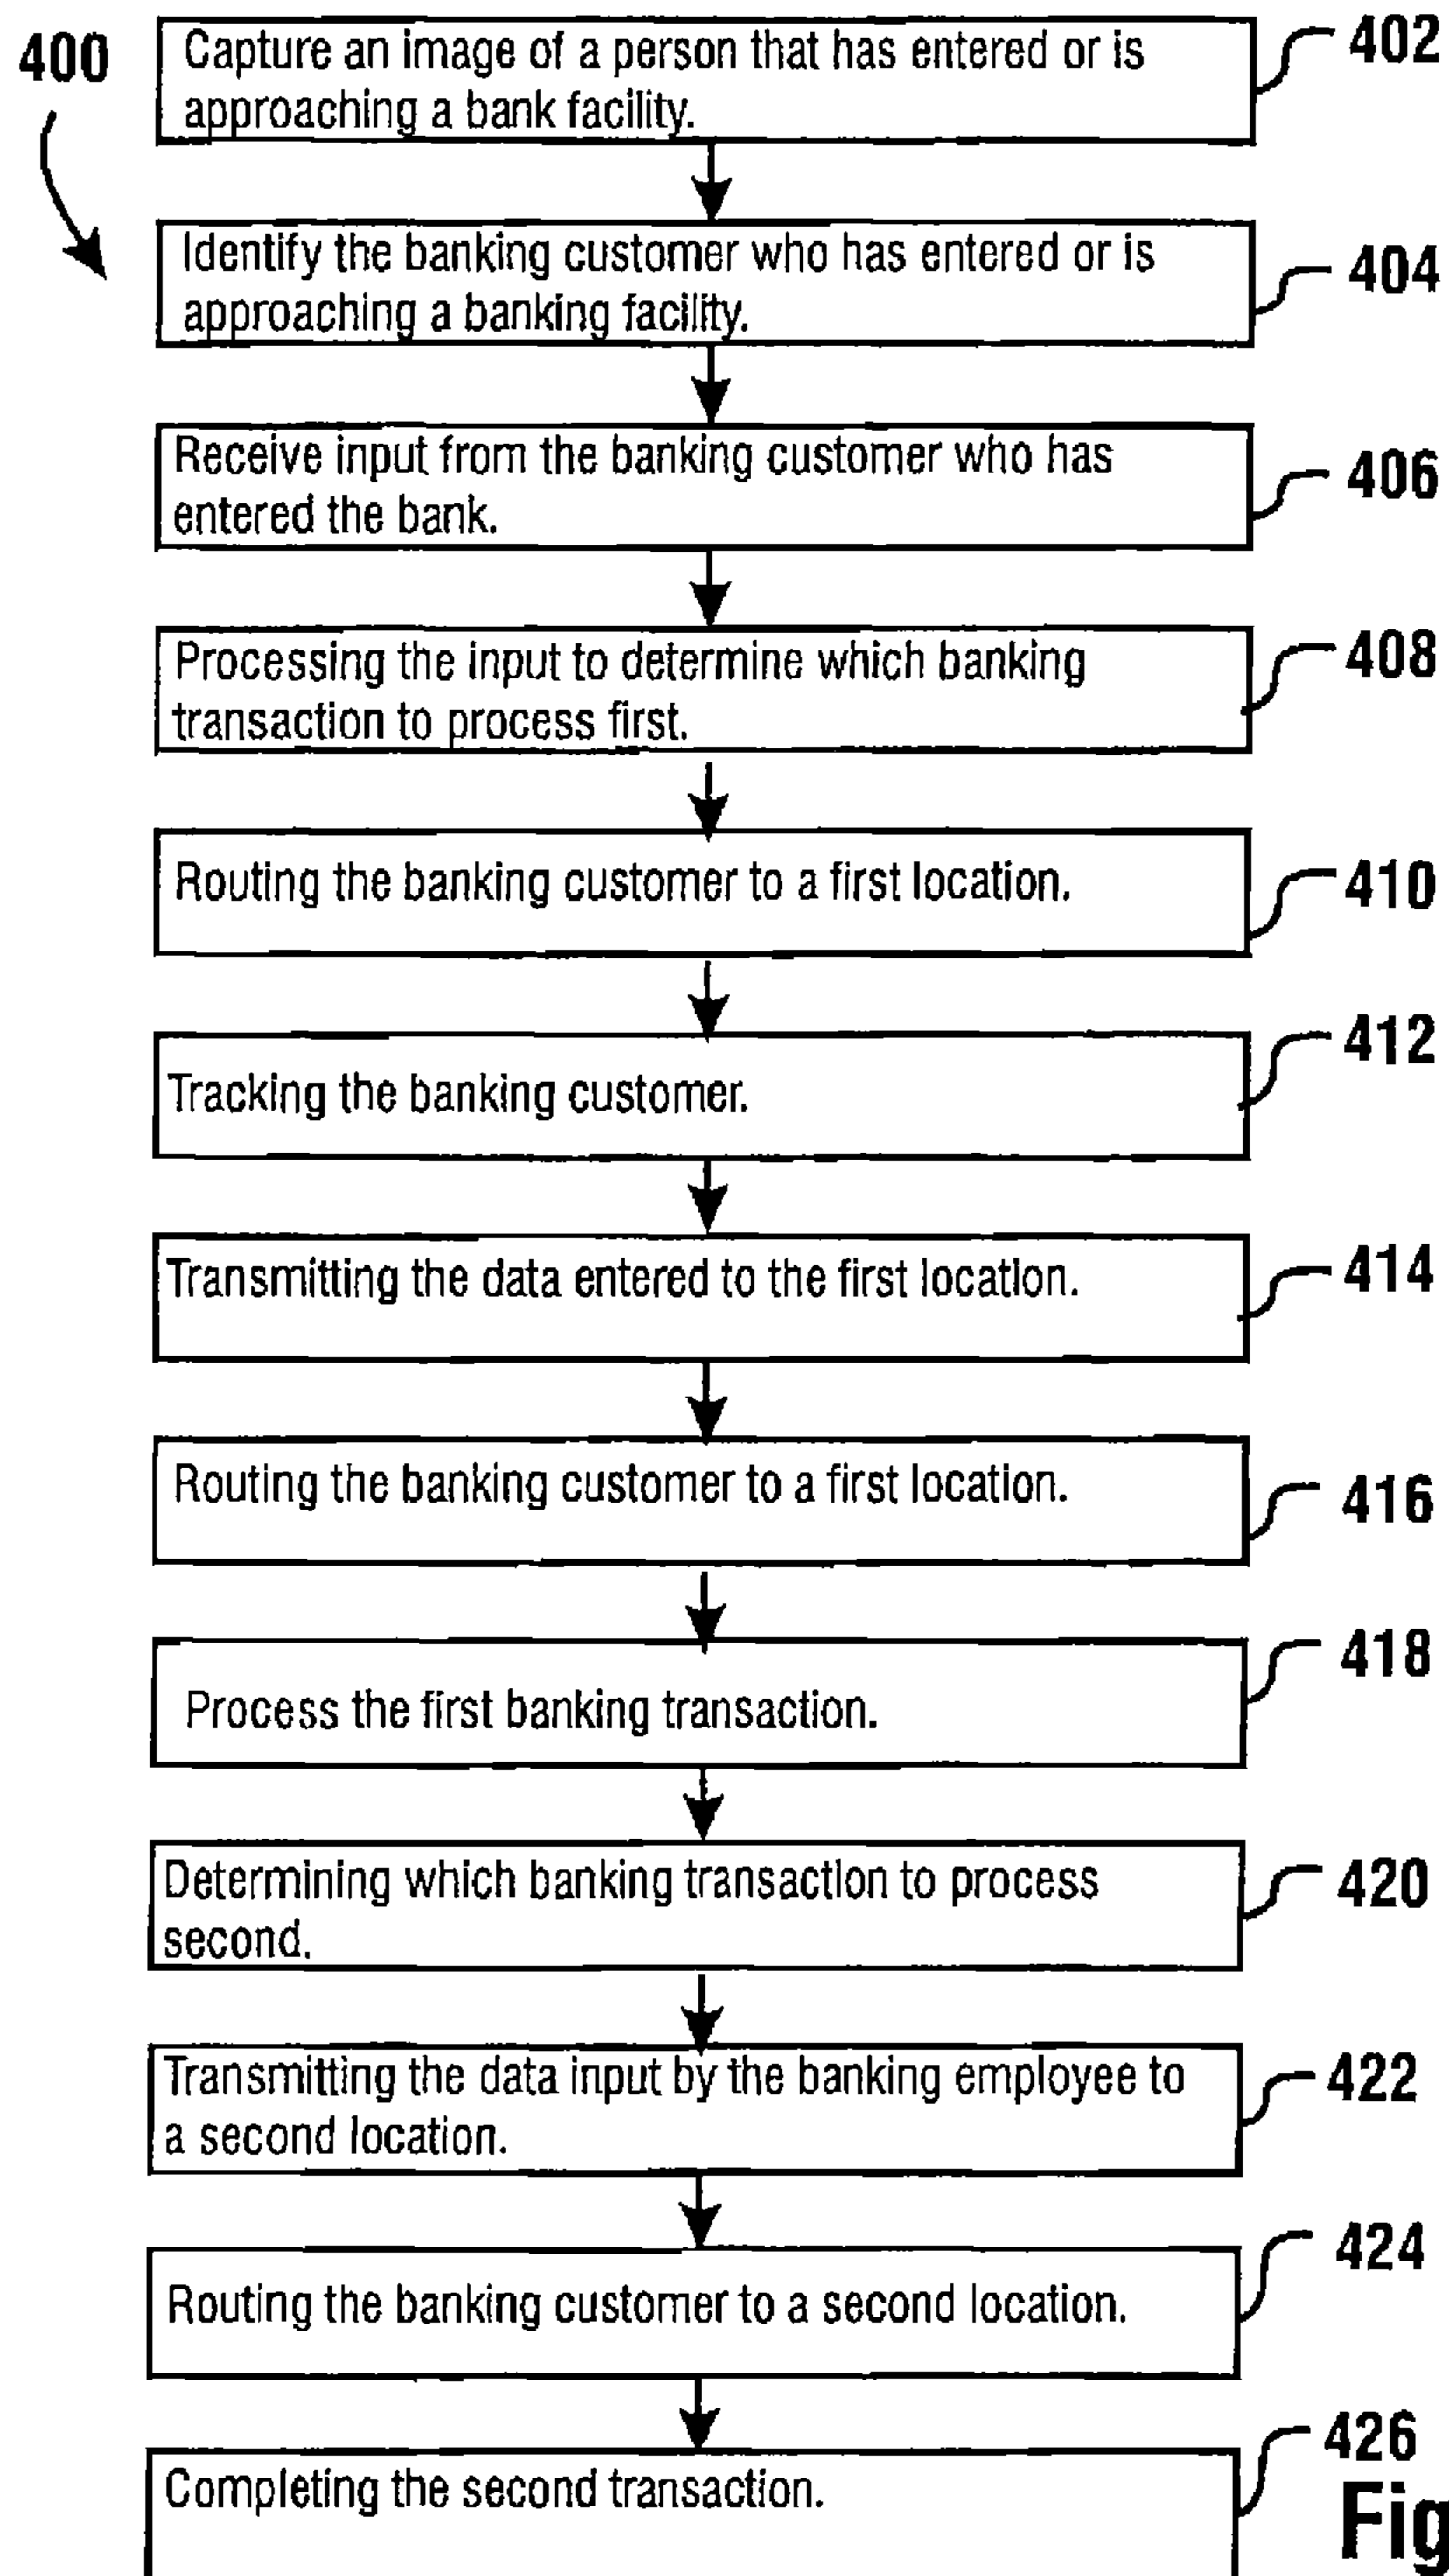 400
Capture an image of a person that has entered or is
approaching a bank facility.
402
Identify the banking customer who has entered or is
approaching a banking facility.
404
Receive input from the banking customer who has
entered the bank.
406
Processing the input to determine which banking
transaction to process first.
408
Routing the banking customer to a first location.
410
Tracking the banking customer.
412
Transmitting the data entered to the first location.
414
Routing the banking customer to a first location.
416
Process the first banking transaction.
418
Determining which banking transaction to process
second.
420
Transmitting the data input by the banking employee to
a second location.
422
Routing the banking customer to a second location.
424
Completing the second transaction.
426
Fig